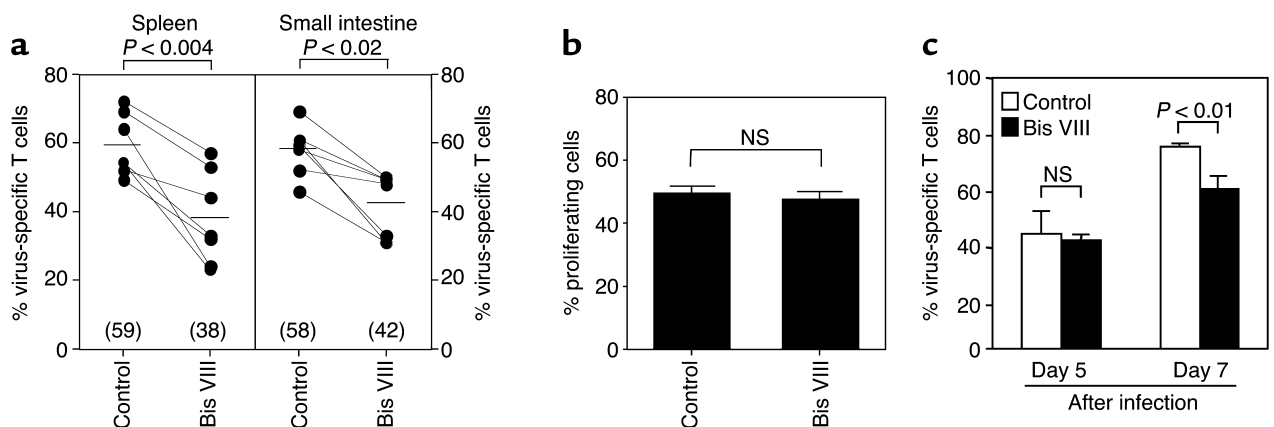 a
Spleen
P < 0.004
Small intestine
P < 0.02
% virus-specific T cells
80
60
40
20
0
80
60
40
20
0
% virus-specific T cells
(59)
(38)
(58)
(42)
Control
Bis VIII
Control
Bis VIII
b
% proliferating cells
80
60
40
20
0
NS
Control
Bis VIII
c
% virus-specific T cells
100
80
60
40
20
0
Control
Bis VIII
NS
P < 0.01
Day 5
Day 7
After infection